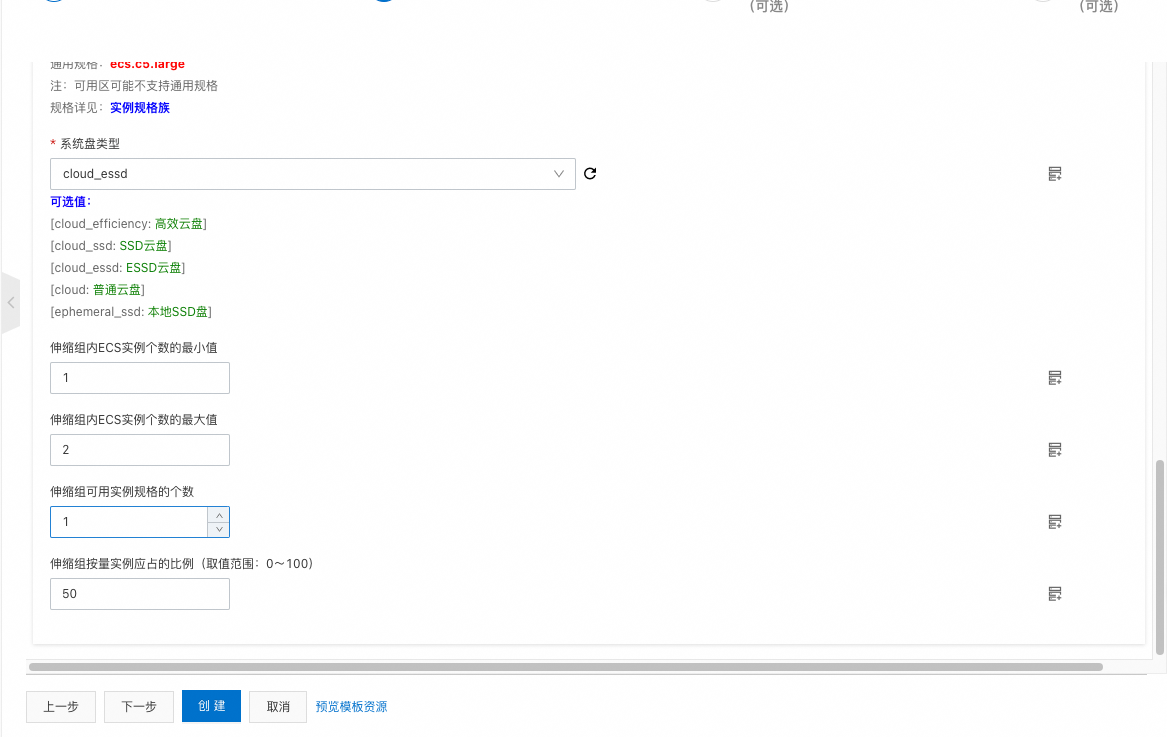 (可选)
(可选)
通用规格：ecs.c5.large
注：可用区可能不支持通用规格
规格详见：实例规格族
* 系统盘类型
cloud_essd
可选值：
[cloud_efficiency: 高效云盘]
[cloud_ssd: SSD云盘]
[cloud_essd: ESSD云盘]
[cloud: 普通云盘]
[ephemeral_ssd: 本地SSD盘]
伸缩组内ECS实例个数的最小值
1
伸缩组内ECS实例个数的最大值
2
伸缩组可用实例规格的个数
1
伸缩组按量实例应占的比例（取值范围：0～100）
50
上一步
下一步
创 建
取消
预览模板资源